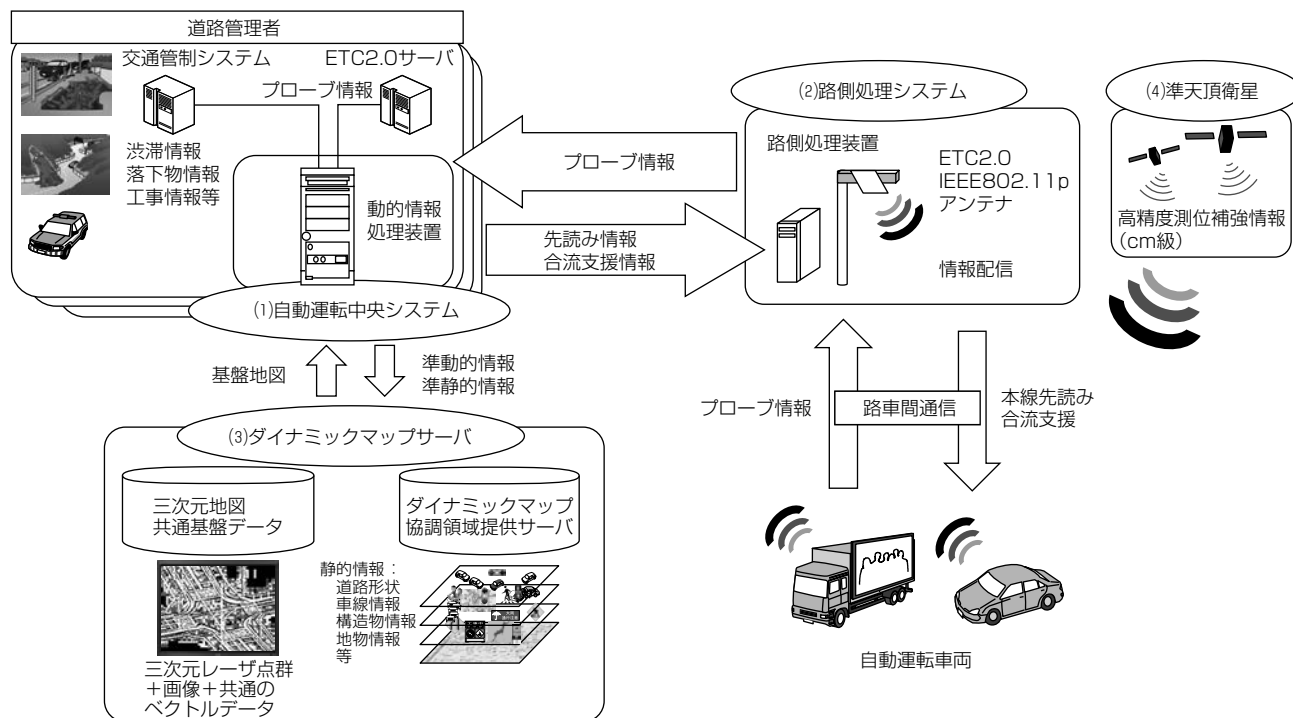 道路管理者
交通管制システム
ETC2.0サーバ
プローブ情報
渋滞情報
落下物情報
工事情報等
動的情報
処理装置
(1)自動運転中央システム
プローブ情報
先読み情報
合流支援情報
(2)路側処理システム
路側処理装置
ETC2.0
IEEE802.11p
アンテナ
情報配信
(4)準天頂衛星
高精度測位補強情報
(cm級)
基盤地図
準動的情報
準静的情報
(3)ダイナミックマップサーバ
三次元地図
共通基盤データ
ダイナミックマップ
協調領域提供サーバ
静的情報:
道路形状
車線情報
構造物情報
地物情報
等
三次元レーザ点群
+画像+共通の
ベクトルデータ
プローブ情報
路車間通信
本線先読み
合流支援
自動運転車両